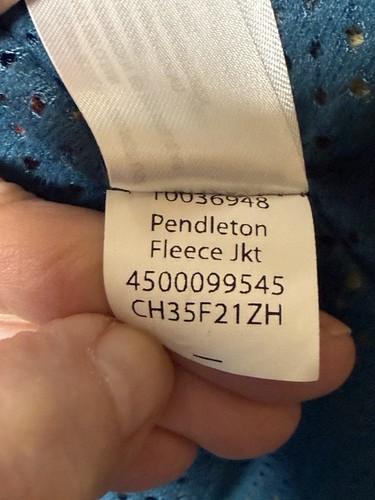 10036948
Pendleton
Fleece Jkt
4500099545
CH35F21ZH